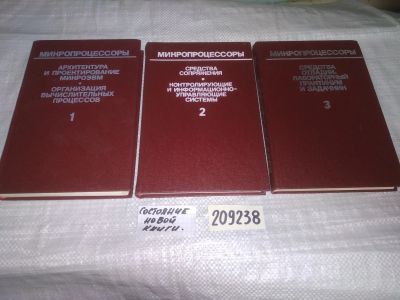 МИКРОПРОЦЕССОРЫ
АРХИТЕКТУРА
И ПРОЕКТИРОВАНИЕ
МИКРОЭВМ
ОРГАНИЗАЦИЯ
ВЫЧИСЛИТЕЛЬНЫХ
ПРОЦЕССОВ
1
МИКРОПРОЦЕССОРЫ
СРЕДСТВА
СОПРЯЖЕНИЯ
КОНТРОЛИРУЮЩИЕ
И ИНФОРМАЦИОННО-
УПРАВЛЯЮЩИЕ
СИСТЕМЫ
2
МИКРОПРОЦЕССОРЫ
СРЕДСТВА
ОТЛАДКИ, ЛАБОРАТОРНЫЙ
ПРАКТИКУМ
И ЗАДАЧНИК
3
СОСТОЯНИЕ
НОВОЙ
КНИГИ.
209238